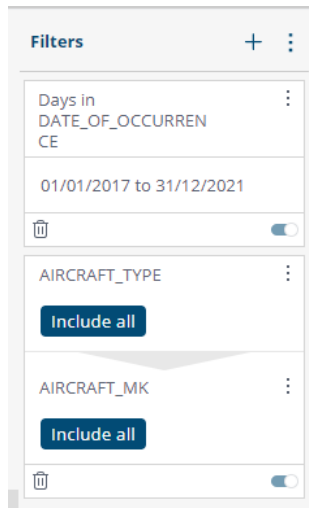 Filters
Days in
DATE_OF_OCCURREN
CE
01/01/2017 to 31/12/2021
AIRCRAFT_TYPE
Include all
AIRCRAFT_MK
Include all